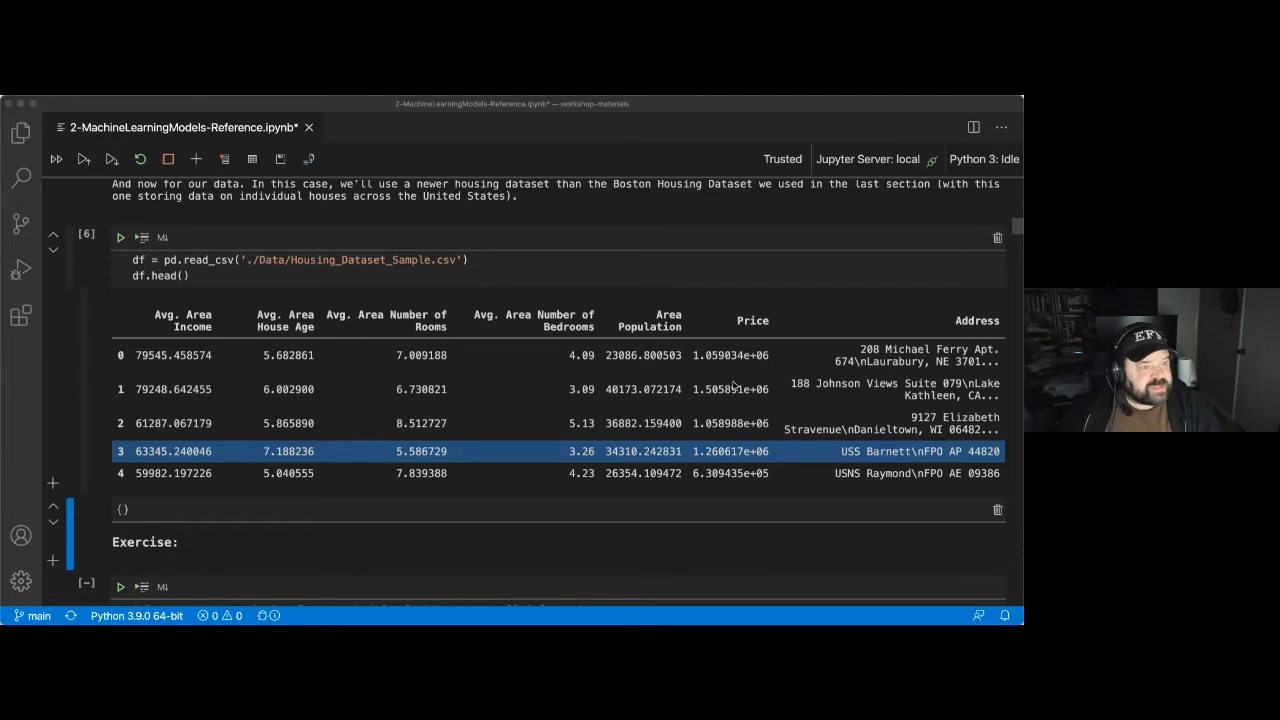 2-MachineLearningModels-Reference.ipynb* — workshop-materials
2-MachineLearningModels-Reference.ipynb*
Trusted Jupyter Server: local Python 3: Idle
And now for our data. In this case, we'll use a newer housing dataset than the Boston Housing Dataset we used in the last section (with this
one storing data on individual houses across the United States).
[6]
M↓
df = pd.read_csv('./Data/Housing_Dataset_Sample.csv')
df.head()
Avg. Area Income Avg. Area House Age Avg. Area Number of Rooms Avg. Area Number of Bedrooms Area Population Price Address
0 79545.458574 5.682861 7.009188 4.09 23086.800503 1.059034e+06 208 Michael Ferry Apt.
674\nLaurabury, NE 3701...
1 79248.642455 6.002900 6.730821 3.09 40173.072174 1.505891e+06 188 Johnson Views Suite 079\nLake
Kathleen, CA...
2 61287.067179 5.865890 8.512727 5.13 36882.159400 1.058988e+06 9127 Elizabeth
Stravenue\nDanieltown, WI 06482...
3 63345.240046 7.188236 5.586729 3.26 34310.242831 1.260617e+06 USS Barnett\nFPO AP 44820
4 59982.197226 5.040555 7.839388 4.23 26354.109472 6.309435e+05 USNS Raymond\nFPO AE 09386
{}
Exercise:
[-]
M↓
main Python 3.9.0 64-bit 0 0